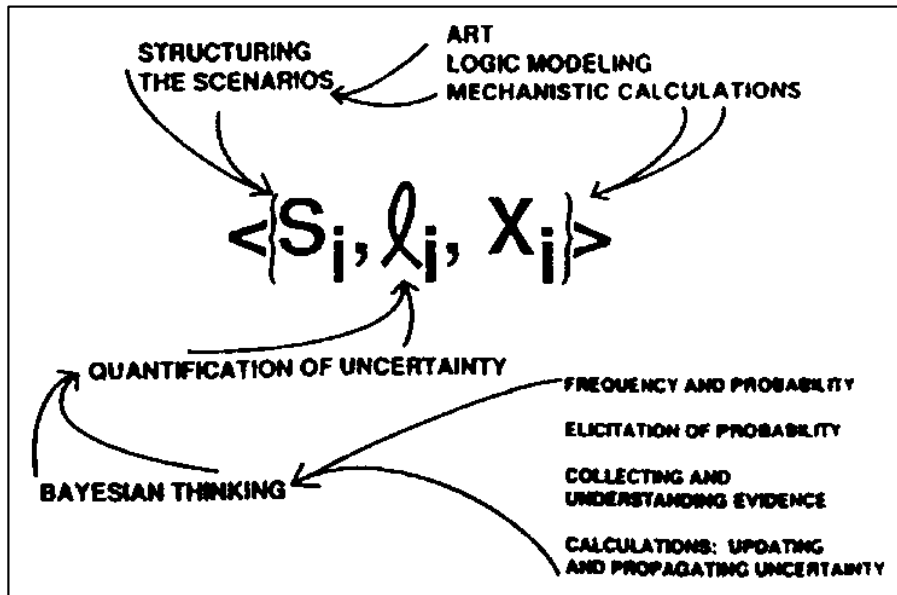 STRUCTURING
THE SCENARIOS
ART
LOGIC MODELING
MECHANISTIC CALCULATIONS
<{Si, ℓi, Xi}>
QUANTIFICATION OF UNCERTAINTY
BAYESIAN THINKING
FREQUENCY AND PROBABILITY
ELICITATION OF PROBABILITY
COLLECTING AND
UNDERSTANDING EVIDENCE
CALCULATIONS: UPDATING
AND PROPAGATING UNCERTAINTY